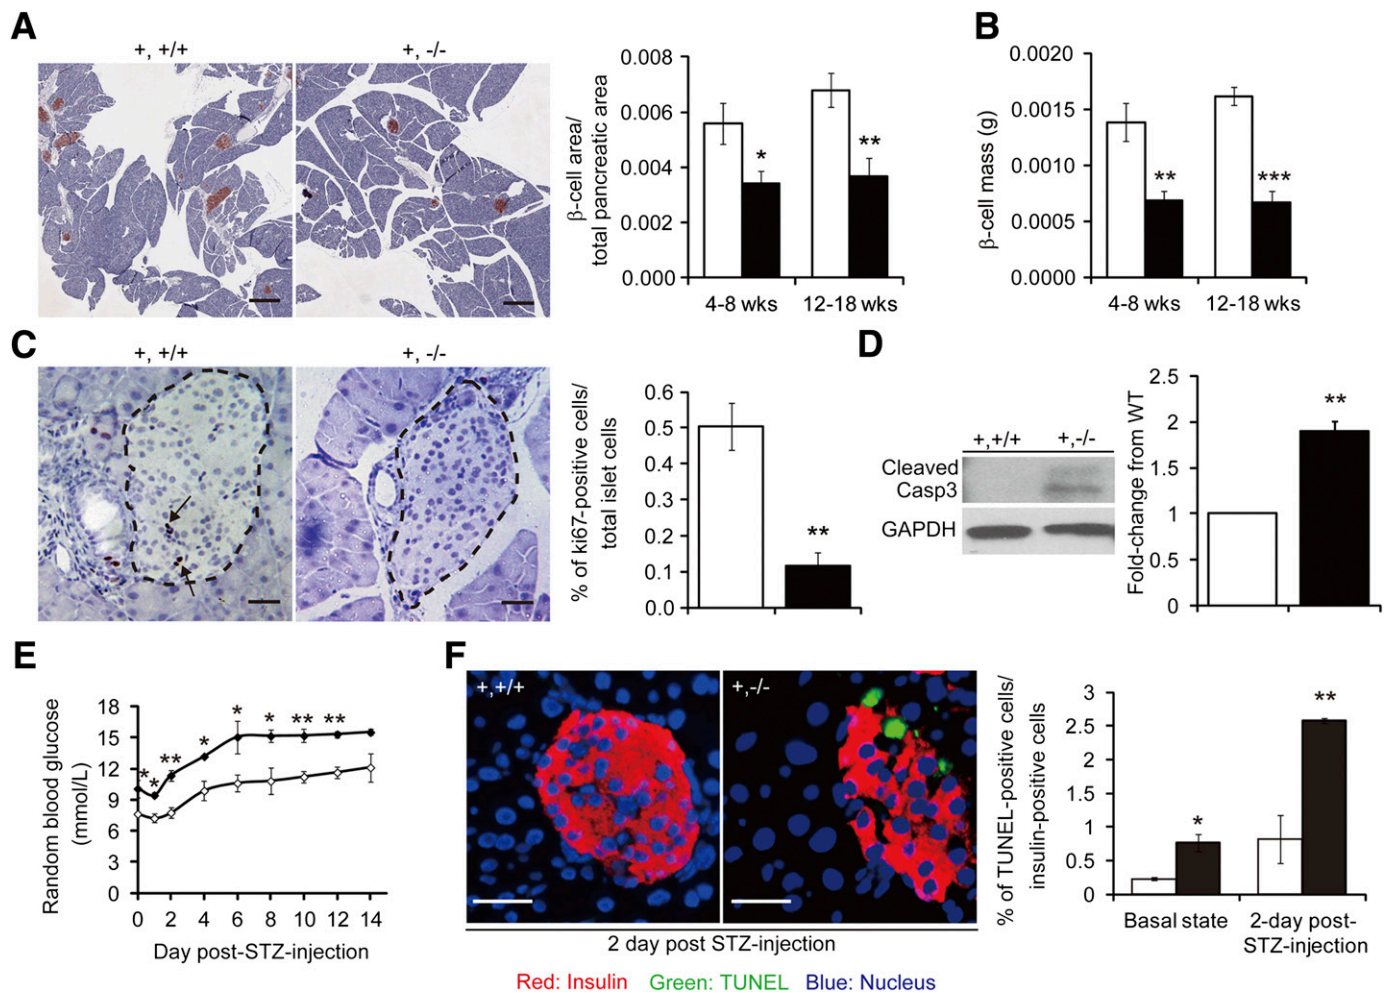 A
+, +/+
+, -/-
β-cell area/
total pancreatic area
0.008
0.006
0.004
0.002
0.000
*
**
4-8 wks
12-18 wks
B
β-cell mass (g)
0.0020
0.0015
0.0010
0.0005
0.0000
**
***
4-8 wks
12-18 wks
C
+, +/+
+, -/-
% of ki67-positive cells/
total islet cells
0.6
0.5
0.4
0.3
0.2
0.1
0.0
**
D
+,+/+
+,-/-
Cleaved
Casp3
GAPDH
Fold-change from WT
2.5
2
1.5
1
0.5
0
**
E
Random blood glucose
(mmol/L)
18
15
12
9
6
3
0
* * ** * * * ** **
0 2 4 6 8 10 12 14
Day post-STZ-injection
F
+,+/+
+,-/-
2 day post STZ-injection
% of TUNEL-positive cells/
insulin-positive cells
3
2.5
2
1.5
1
0.5
0
*
**
Basal state
2-day post-
STZ-injection
Red: Insulin Green: TUNEL Blue: Nucleus